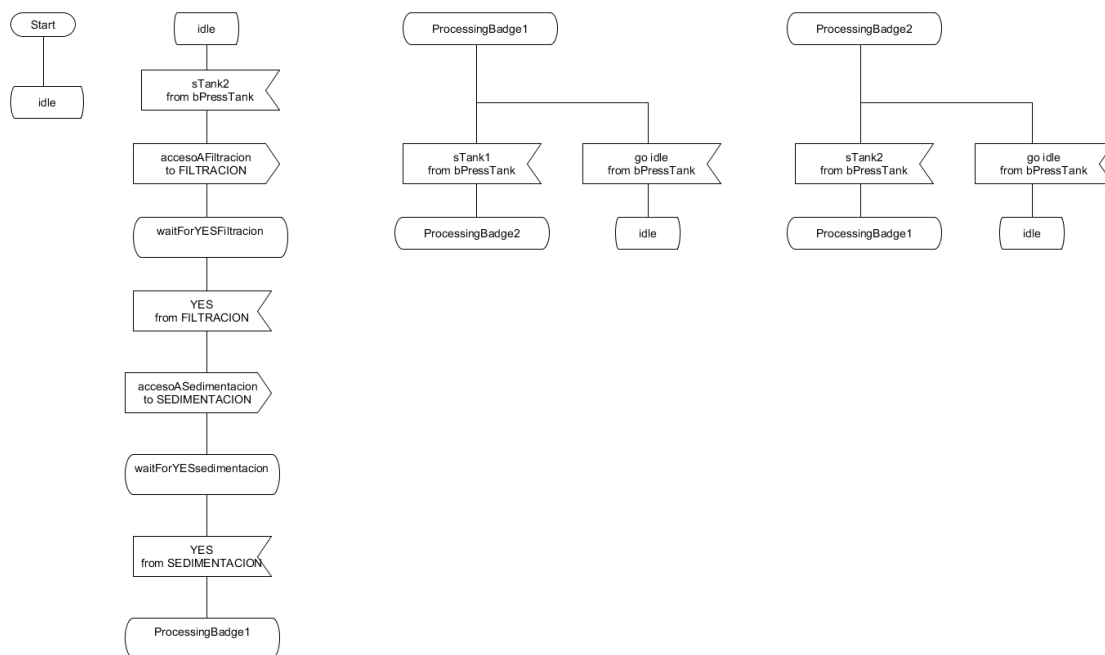 Start
idle
idle
sTank2
from bPressTank
accesoAFiltracion
to FILTRACION
waitForYESFiltracion
YES
from FILTRACION
accesoASedimentacion
to SEDIMENTACION
waitForYESsedimentacion
YES
from SEDIMENTACION
ProcessingBadge1
ProcessingBadge1
sTank1
from bPressTank
go idle
from bPressTank
ProcessingBadge2
idle
ProcessingBadge2
sTank2
from bPressTank
go idle
from bPressTank
ProcessingBadge1
idle